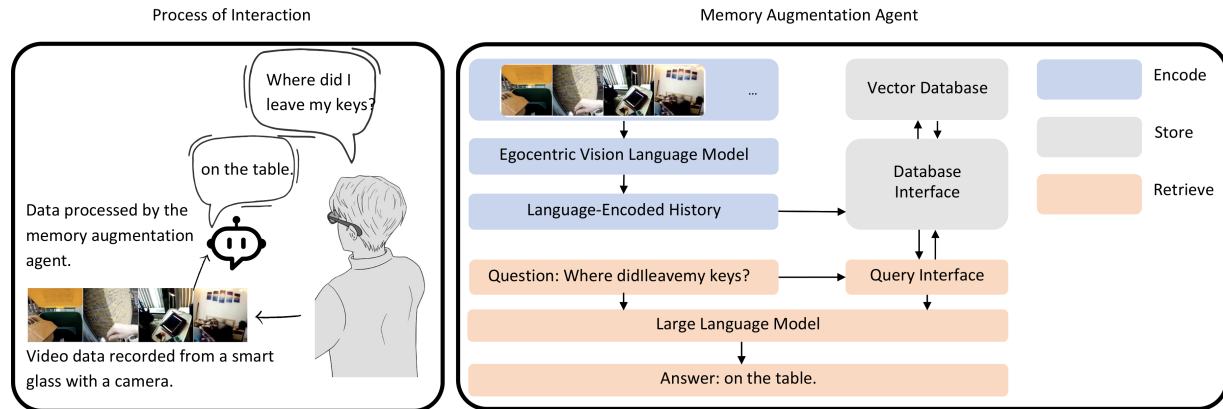 Process of Interaction
Where did I
leave my keys?
on the table.
Data processed by the
memory augmentation
agent.
Video data recorded from a smart
glass with a camera.
Memory Augmentation Agent
...
Egocentric Vision Language Model
Language-Encoded History
Vector Database
Database
Interface
Question: Where didIleavemy keys?
Query Interface
Large Language Model
Answer: on the table.
Encode
Store
Retrieve